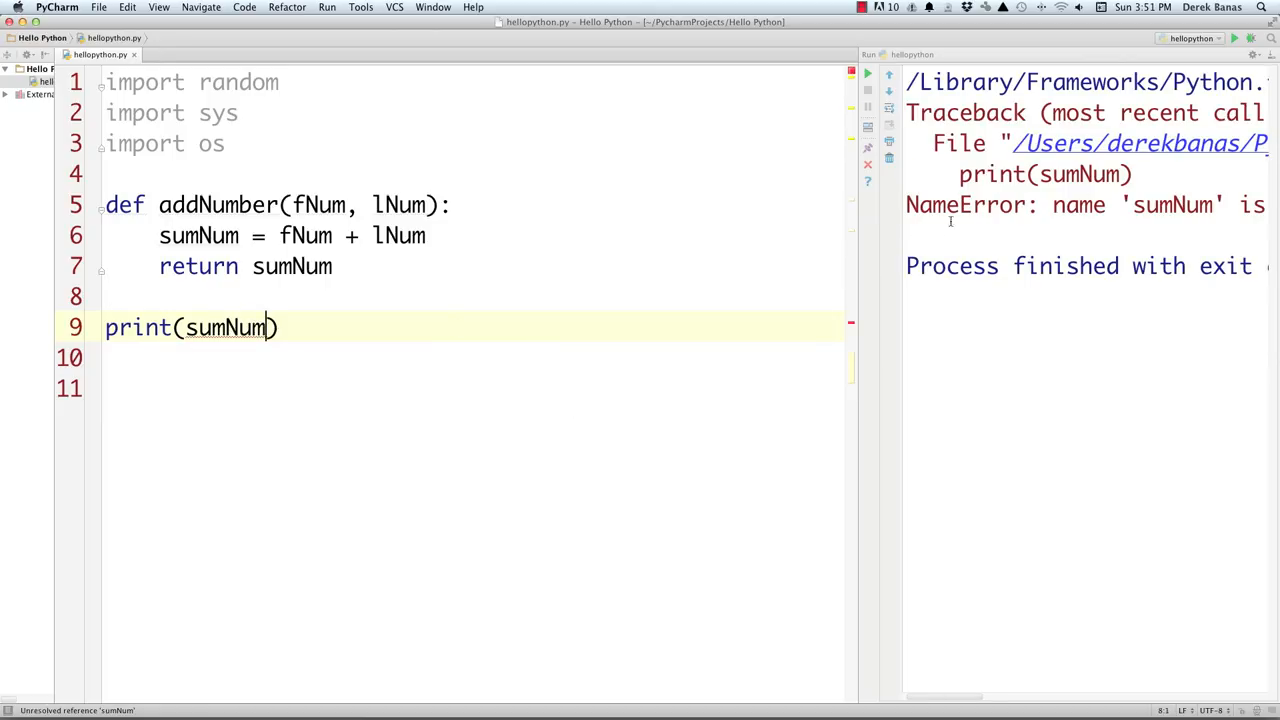 PyCharm File Edit View Navigate Code Refactor Run Tools VCS Window Help 10 Sun 3:51 PM Derek Banas
hellopython.py - Hello Python - [~/PycharmProjects/Hello Python]
Hello Python hellopython.py hellopython
hellopython.py
Run hellopython
Hello P
hello
Extern
1 import random
2 import sys
3 import os
4
5 def addNumber(fNum, lNum):
6 sumNum = fNum + lNum
7 return sumNum
8
9 print(sumNum)
10
11
/Library/Frameworks/Python.
Traceback (most recent call
File "/Users/derekbanas/P
print(sumNum)
NameError: name 'sumNum' is
Process finished with exit
Unresolved reference 'sumNum' 8:1 LF UTF-8